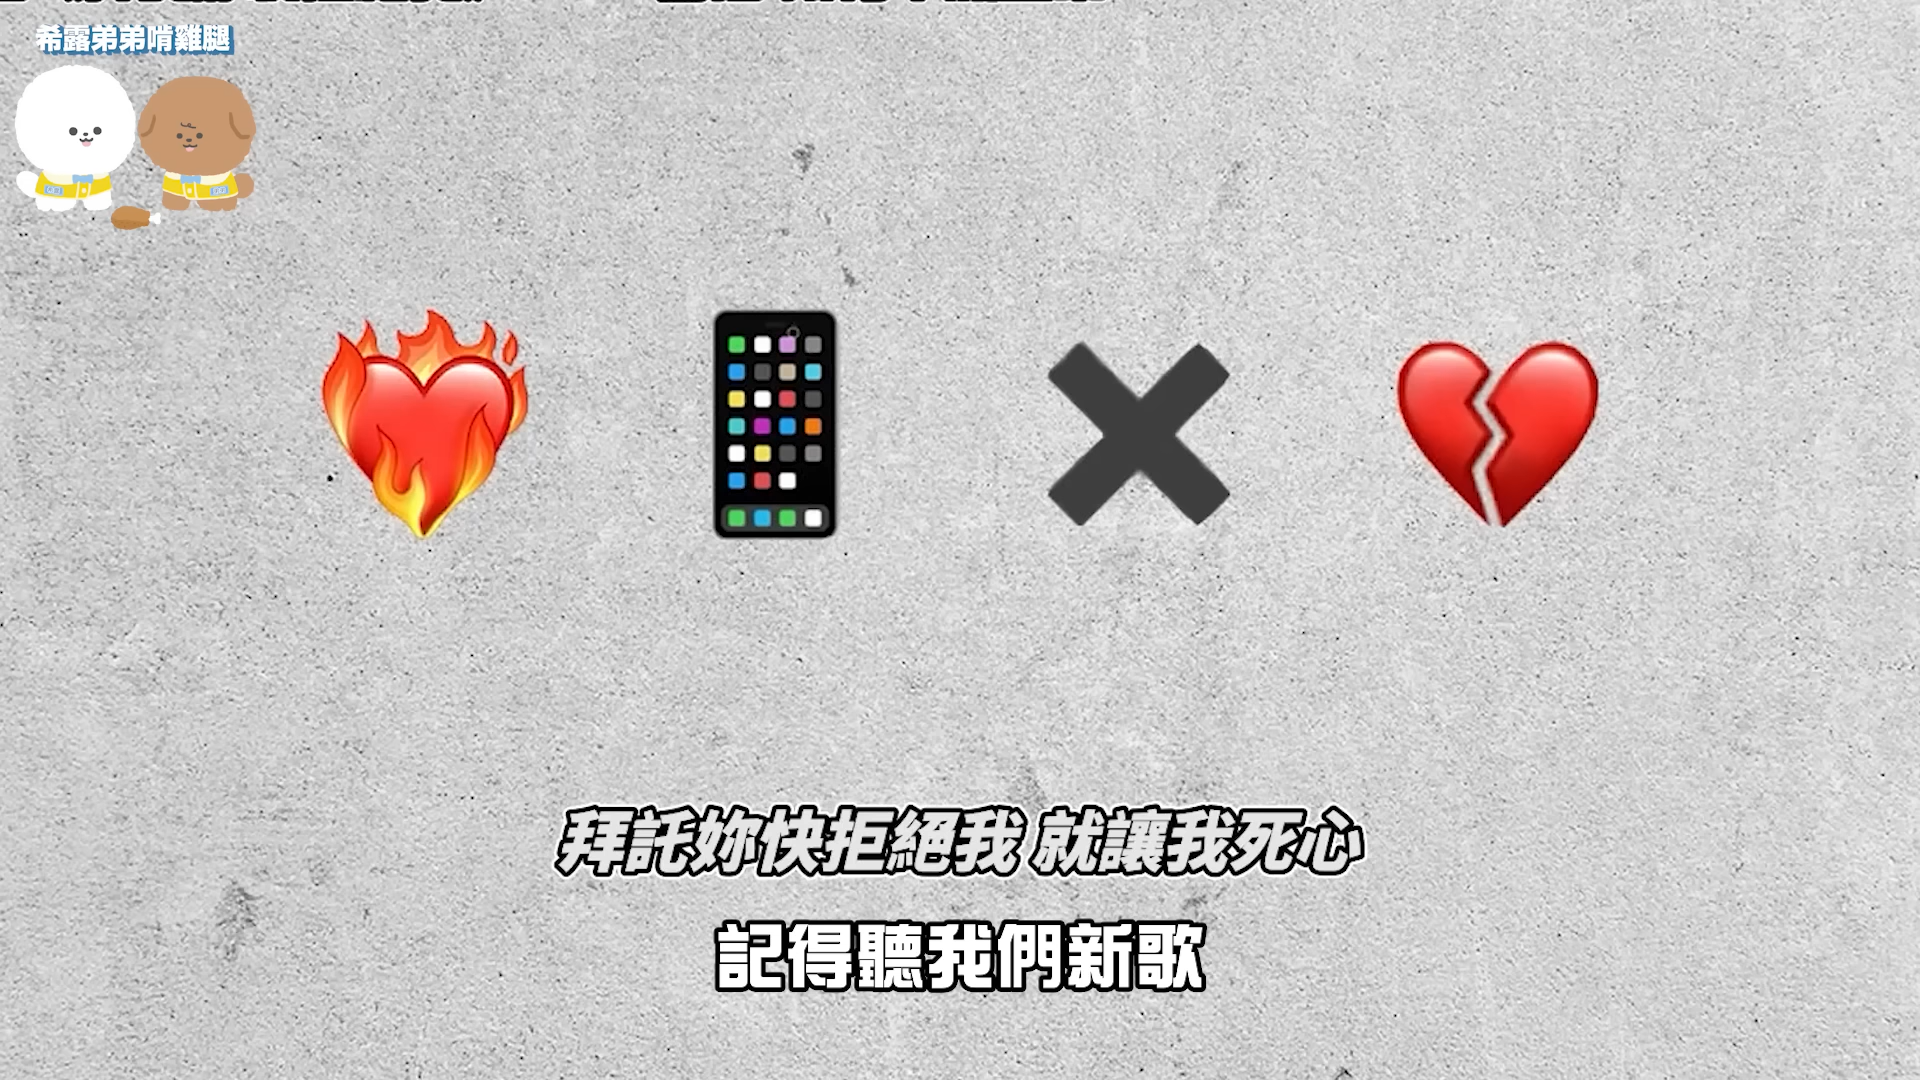 希露弟弟啃雞腿
拜託妳快拒絕我 就讓我死心
記得聽我們新歌